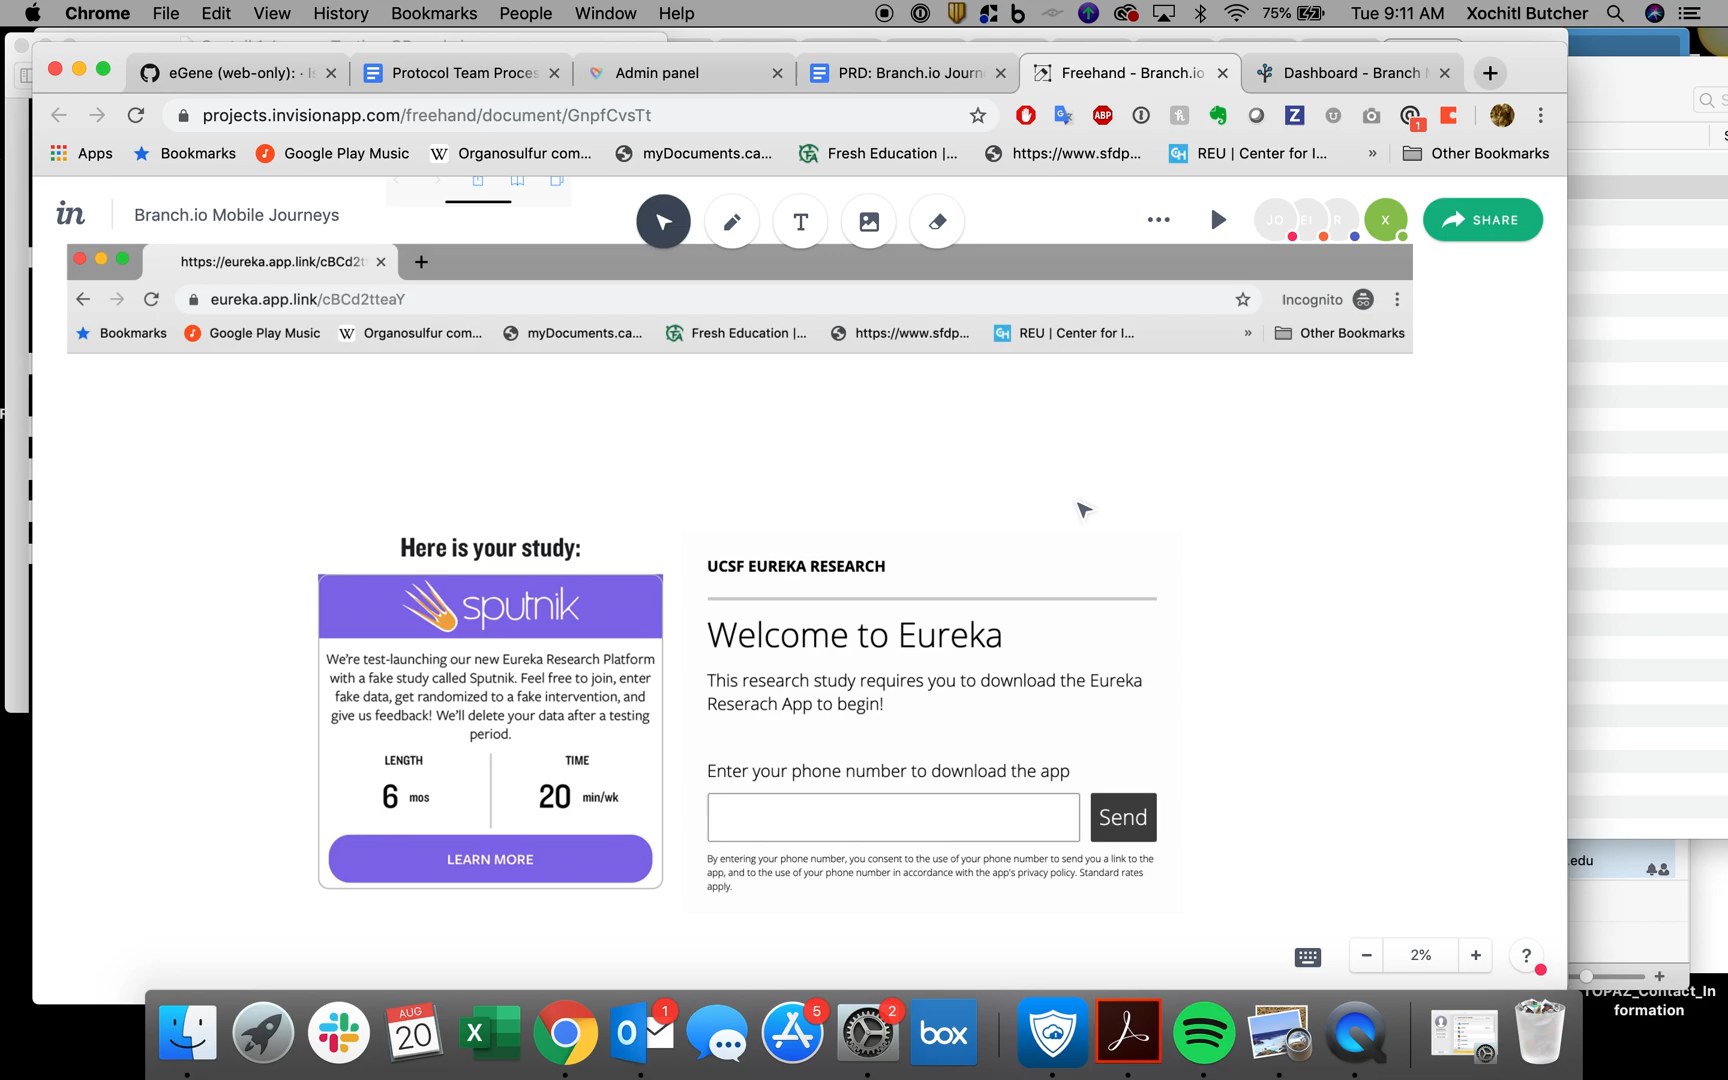 Chrome File Edit View History Bookmarks People Window Help 75% Tue 9:11 AM Xochitl Butcher
eGene (web-only): · Protocol Team Proces Admin panel PRD: Branch.io Journ Freehand - Branch.io Dashboard - Branch
projects.invisionapp.com/freehand/document/GnpfCvsTt ABP Z 1
Apps Bookmarks Google Play Music W Organosulfur com... myDocuments.ca... Fresh Education |... https://www.sfdp... REU | Center for I... » Other Bookmarks
in Branch.io Mobile Journeys T JO EI R X SHARE
https://eureka.app.link/cBCd2t
eureka.app.link/cBCd2tteaY Incognito
Bookmarks Google Play Music W Organosulfur com... myDocuments.ca... Fresh Education |... https://www.sfdp... REU | Center for I... » Other Bookmarks
Here is your study:
sputnik
We're test-launching our new Eureka Research Platform
with a fake study called Sputnik. Feel free to join, enter
fake data, get randomized to a fake intervention, and
give us feedback! We'll delete your data after a testing
period.
LENGTH TIME
6 mos 20 min/wk
LEARN MORE
UCSF EUREKA RESEARCH
Welcome to Eureka
This research study requires you to download the Eureka
Reserach App to begin!
Enter your phone number to download the app
Send
By entering your phone number, you consent to the use of your phone number to send you a link to the
app, and to the use of your phone number in accordance with the app's privacy policy. Standard rates
apply.
.edu
2% ?
TOPAZ_Contact_In
formation
AUG
20
1
5
2
box